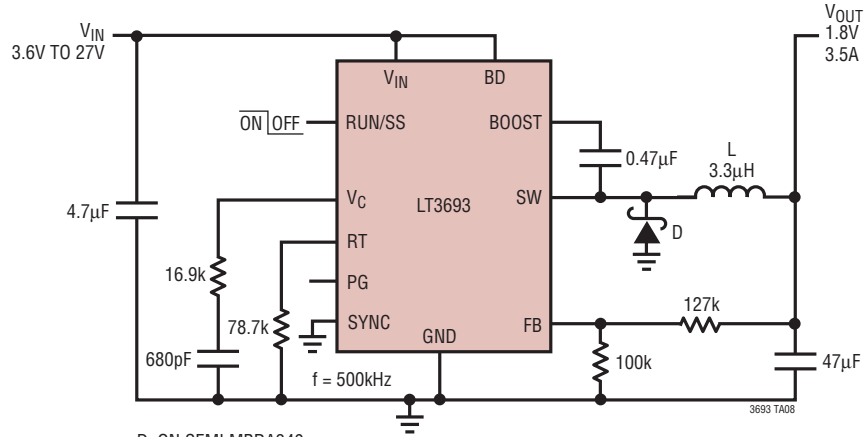 VIN
3.6V TO 27V
VOUT
1.8V
3.5A
VIN
BD
ON OFF
RUN/SS
BOOST
0.47µF
L
3.3µH
4.7µF
VC
LT3693
SW
D
16.9k
RT
PG
78.7k
127k
SYNC
GND
FB
680pF
f = 500kHz
100k
47µF
3693 TA08